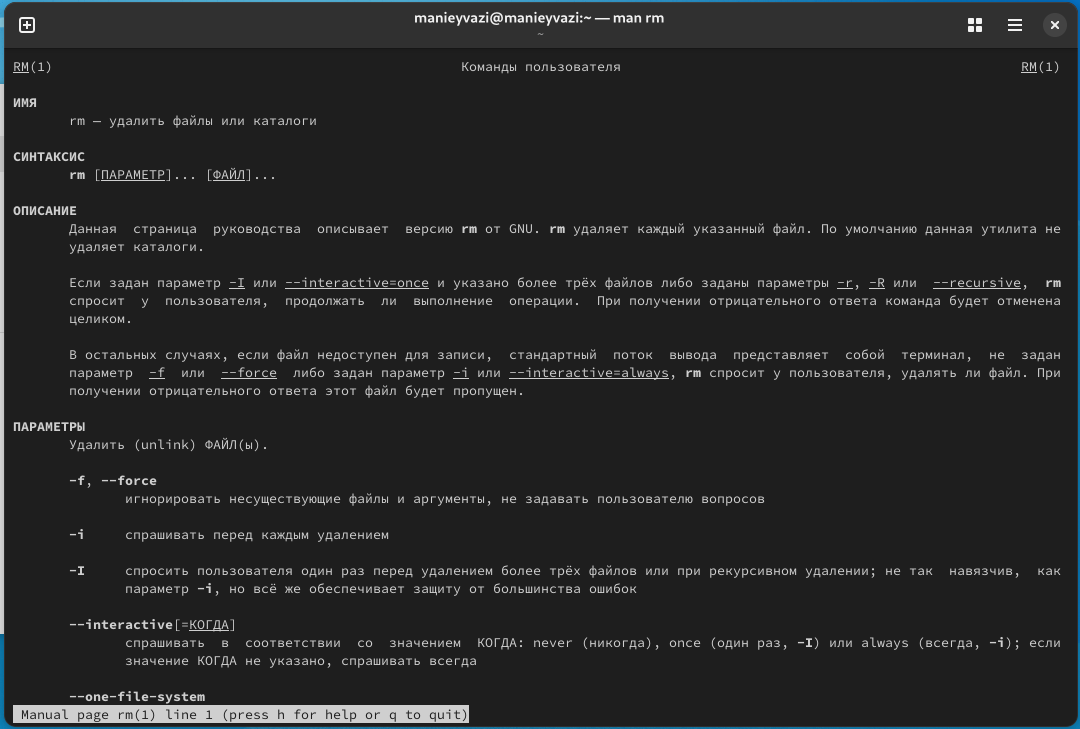 manieyvazi@manieyvazi:~ — man rm
~
RM(1) Команды пользователя RM(1)
ИМЯ
rm — удалить файлы или каталоги
СИНТАКСИС
rm [ПАРАМЕТР]... [ФАЙЛ]...
ОПИСАНИЕ
Данная страница руководства описывает версию rm от GNU. rm удаляет каждый указанный файл. По умолчанию данная утилита не
удаляет каталоги.
Если задан параметр -I или --interactive=once и указано более трёх файлов либо заданы параметры -r, -R или --recursive, rm
спросит у пользователя, продолжать ли выполнение операции. При получении отрицательного ответа команда будет отменена
целиком.
В остальных случаях, если файл недоступен для записи, стандартный поток вывода представляет собой терминал, не задан
параметр -f или --force либо задан параметр -i или --interactive=always, rm спросит у пользователя, удалять ли файл. При
получении отрицательного ответа этот файл будет пропущен.
ПАРАМЕТРЫ
Удалить (unlink) ФАЙЛ(ы).
-f, --force
игнорировать несуществующие файлы и аргументы, не задавать пользователю вопросов
-i спрашивать перед каждым удалением
-I спросить пользователя один раз перед удалением более трёх файлов или при рекурсивном удалении; не так навязчив, как
параметр -i, но всё же обеспечивает защиту от большинства ошибок
--interactive[=КОГДА]
спрашивать в соответствии со значением КОГДА: never (никогда), once (один раз, -I) или always (всегда, -i); если
значение КОГДА не указано, спрашивать всегда
--one-file-system
Manual page rm(1) line 1 (press h for help or q to quit)